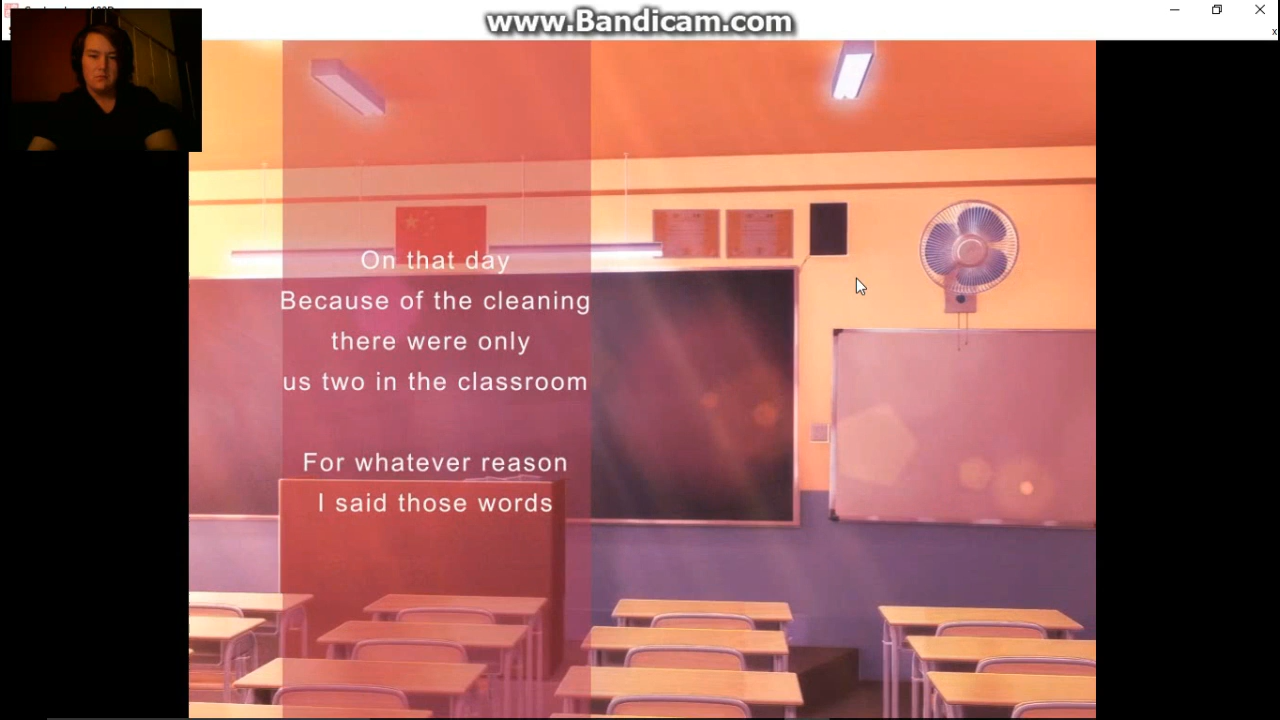 www.Bandicam.com
x
On that day
Because of the cleaning
there were only
us two in the classroom
For whatever reason
I said those words